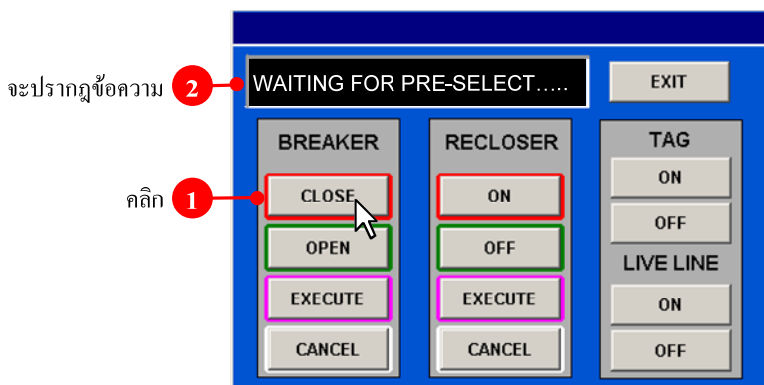 จะปรากฎข้อความ 2
WAITING FOR PRE-SELECT.....
EXIT
คลิก 1
BREAKER
CLOSE
OPEN
EXECUTE
CANCEL
RECLOSER
ON
OFF
EXECUTE
CANCEL
TAG
ON
OFF
LIVE LINE
ON
OFF